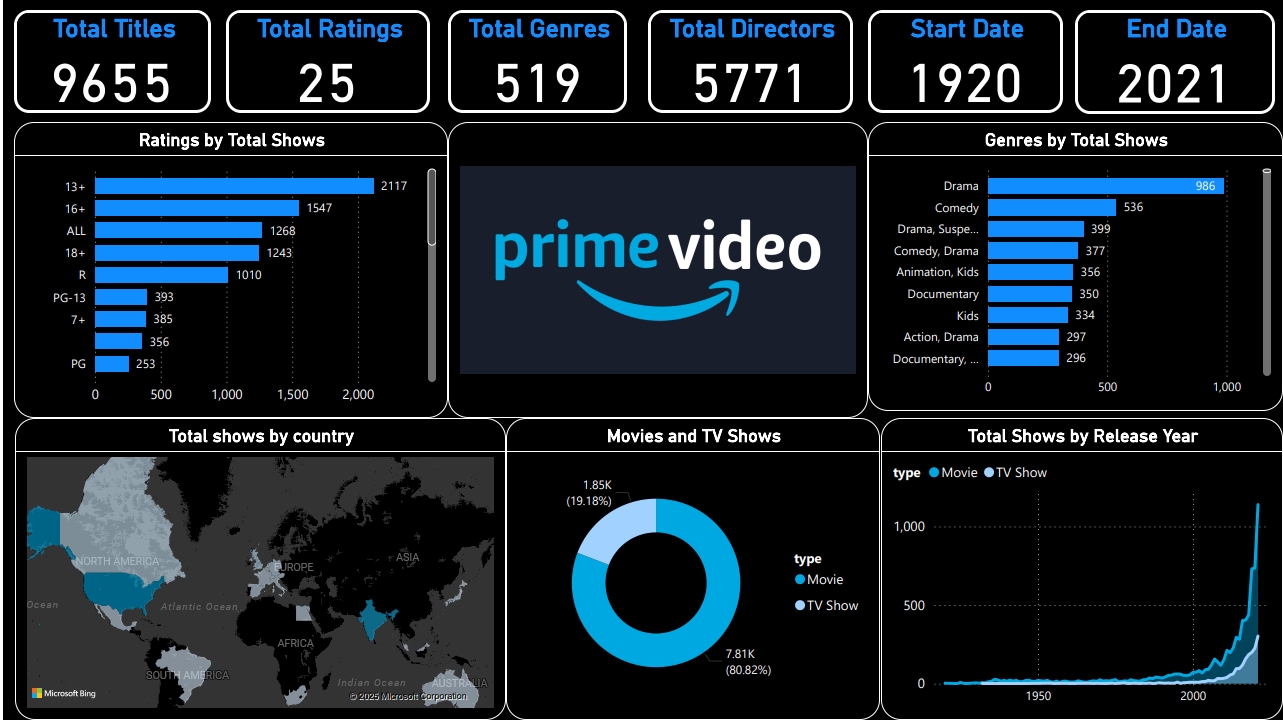 Total Titles
9655
Total Ratings
25
Total Genres
519
Total Directors
5771
Start Date
1920
End Date
2021
Ratings by Total Shows
13+ 2117
16+ 1547
ALL 1268
18+ 1243
R 1010
PG-13 393
7+ 385
356
PG 253
0 500 1,000 1,500 2,000
prime video
Genres by Total Shows
Drama 986
Comedy 536
Drama, Suspe... 399
Comedy, Drama 377
Animation, Kids 356
Documentary 350
Kids 334
Action, Drama 297
Documentary, ... 296
0 500 1,000
Total shows by country
NORTH AMERICA
EUROPE
ASIA
Ocean
Atlantic Ocean
AFRICA
SOUTH AMERICA
Indian Ocean
AUSTRALIA
Microsoft Bing
© 2025 Microsoft Corporation
Movies and TV Shows
1.85K
(19.18%)
type
Movie
TV Show
7.81K
(80.82%)
Total Shows by Release Year
type Movie TV Show
1,000
500
0
1950 2000